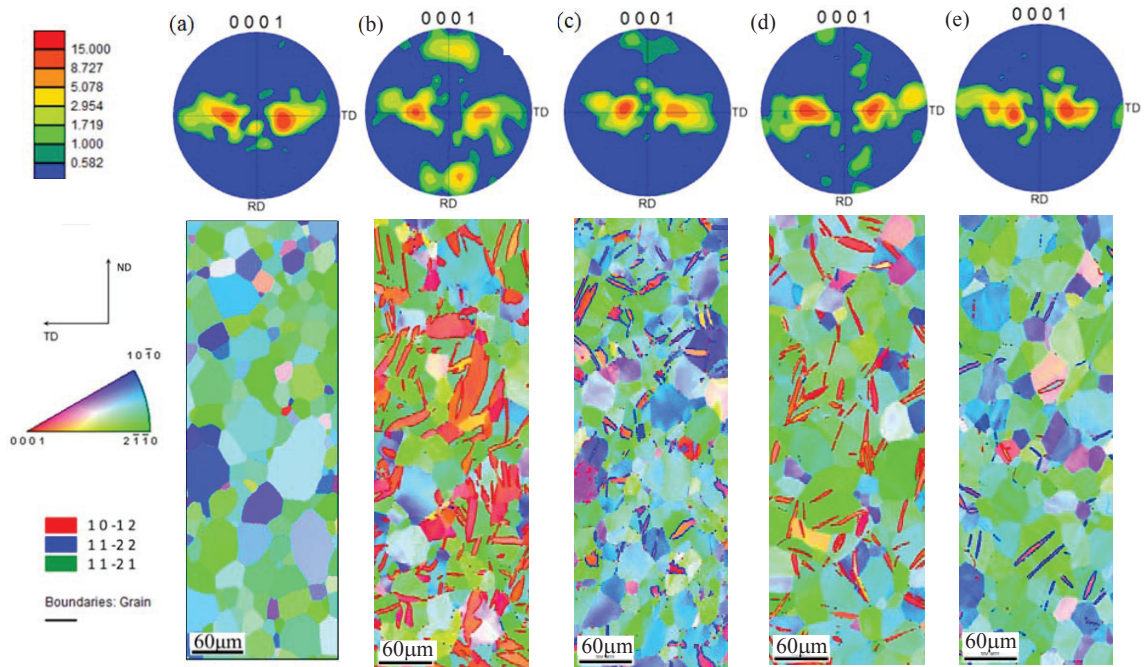 (a) (b) (c) (d) (e)
0 0 0 1 0 0 0 1 0 0 0 1 0 0 0 1 0 0 0 1
15.000
8.727
5.078
2.954
1.719
1.000
0.582
TD TD TD TD TD
RD RD RD RD RD
ND
TD
1 0 1̅ 0
0 0 0 1 2 1̅ 1̅ 0
1 0 -1 2
1 1 -2 2
1 1 -2 1
Boundaries: Grain
60μm 60μm 60μm 60μm 60μm